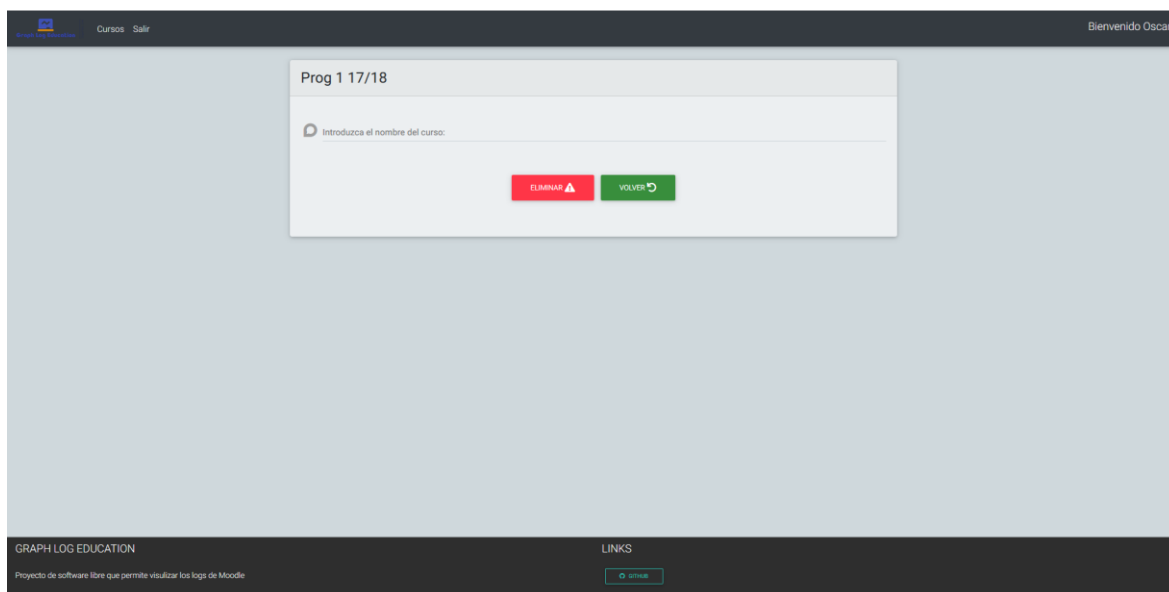 Cursos Salir
Bienvenido Oscar
Prog 1 17/18
Introduzca el nombre del curso:
ELIMINAR
VOLVER
GRAPH LOG EDUCATION
LINKS
Proyecto de software libre que permite visulizar los logs de Moodle
GITHUB